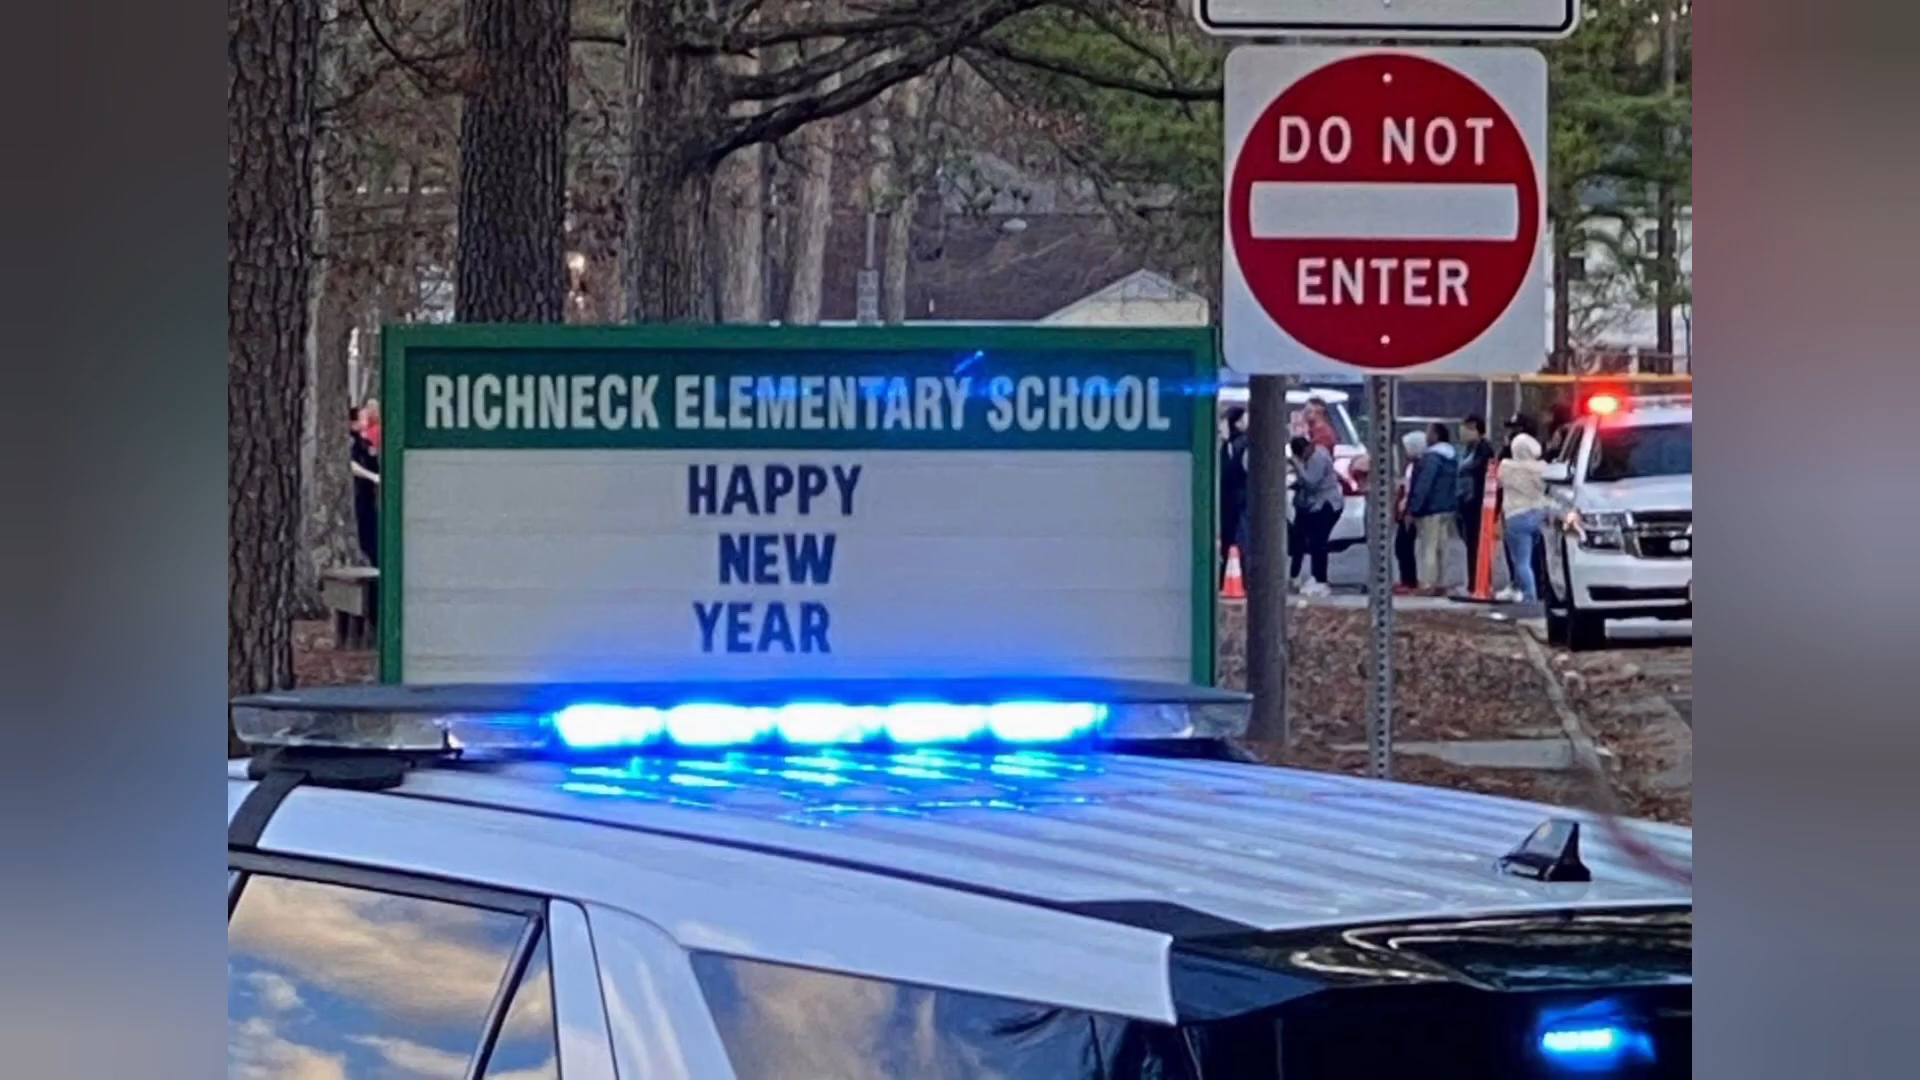 DO NOT
ENTER
RICHNECK ELEMENTARY SCHOOL
HAPPY
NEW
YEAR